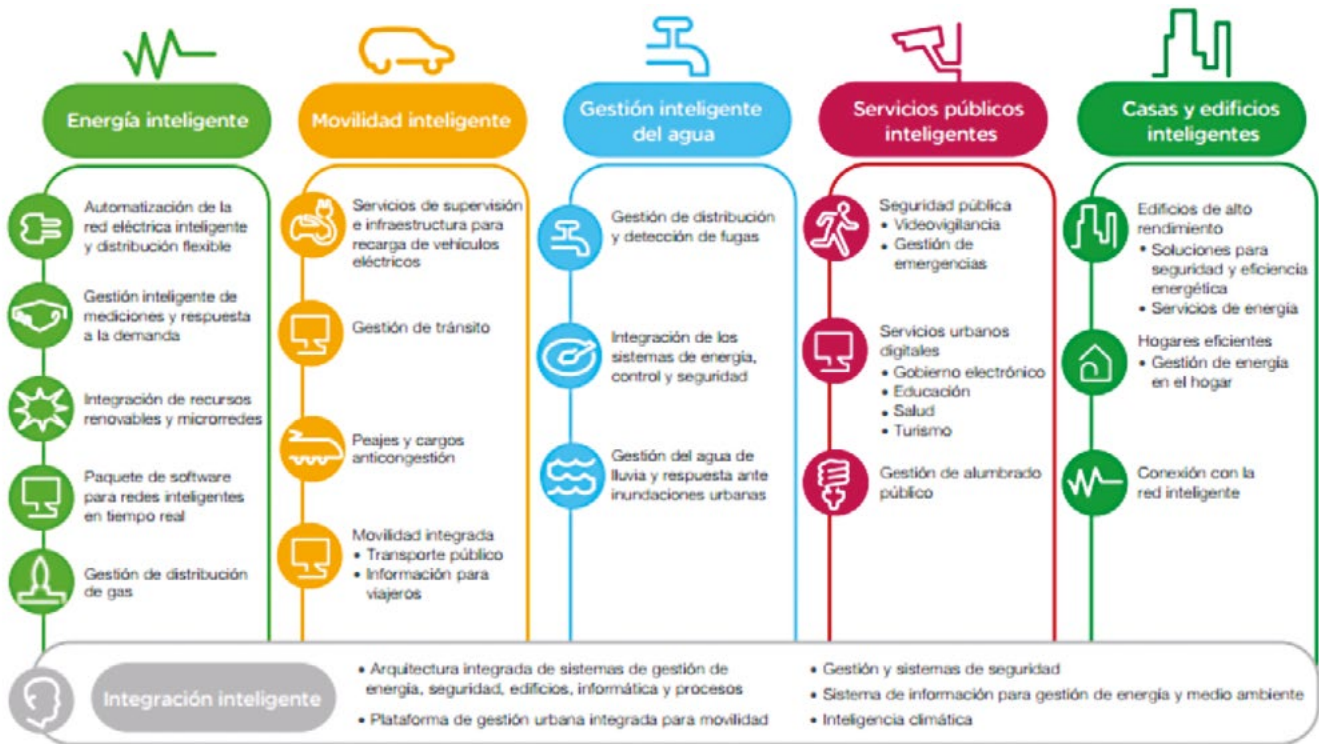 Energía inteligente
Automatización de la
red eléctrica inteligente
y distribución flexible
Gestión inteligente de
mediciones y respuesta
a la demanda
Integración de recursos
renovables y microrredes
Paquete de software
para redes inteligentes
en tiempo real
Gestión de distribución
de gas
Movilidad inteligente
Servicios de supervisión
e infraestructura para
recarga de vehículos
eléctricos
Gestión de tránsito
Peajes y cargos
anticongestión
Movilidad integrada
• Transporte público
• Información para
viajeros
Gestión inteligente
del agua
Gestión de distribución
y detección de fugas
Integración de los
sistemas de energía,
control y seguridad
Gestión del agua de
lluvia y respuesta ante
inundaciones urbanas
Servicios públicos
inteligentes
Seguridad pública
• Videovigilancia
• Gestión de
emergencias
Servicios urbanos
digitales
• Gobierno electrónico
• Educación
• Salud
• Turismo
Gestión de alumbrado
público
Casas y edificios
inteligentes
Edificios de alto
rendimiento
• Soluciones para
seguridad y eficiencia
energética
• Servicios de energía
Hogares eficientes
• Gestión de energía
en el hogar
Conexión con la
red inteligente
Integración inteligente
• Arquitectura integrada de sistemas de gestión de
energía, seguridad, edificios, informática y procesos
• Plataforma de gestión urbana integrada para movilidad
• Gestión y sistemas de seguridad
• Sistema de información para gestión de energía y medio ambiente
• Inteligencia climática